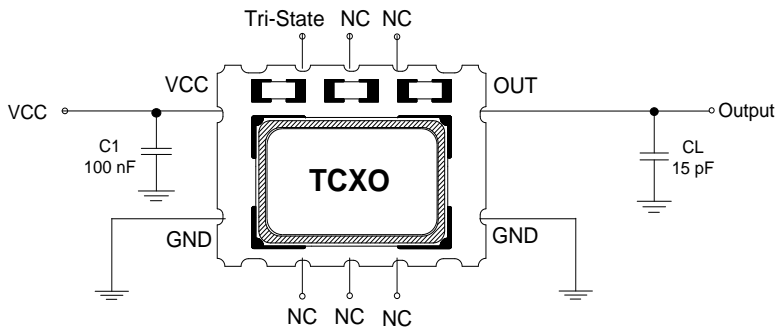 Tri-State NC NC
VCC OUT
VCC Output
C1
100 nF
CL
15 pF
TCXO
GND GND
NC NC NC